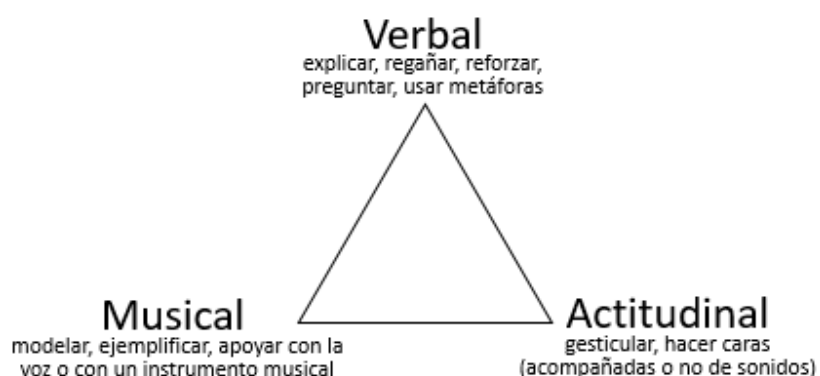 Verbal
explicar, regañar, reforzar,
preguntar, usar metáforas
Musical
modelar, ejemplificar, apoyar con la
voz o con un instrumento musical
Actitudinal
gesticular, hacer caras
(acompañadas o no de sonidos)